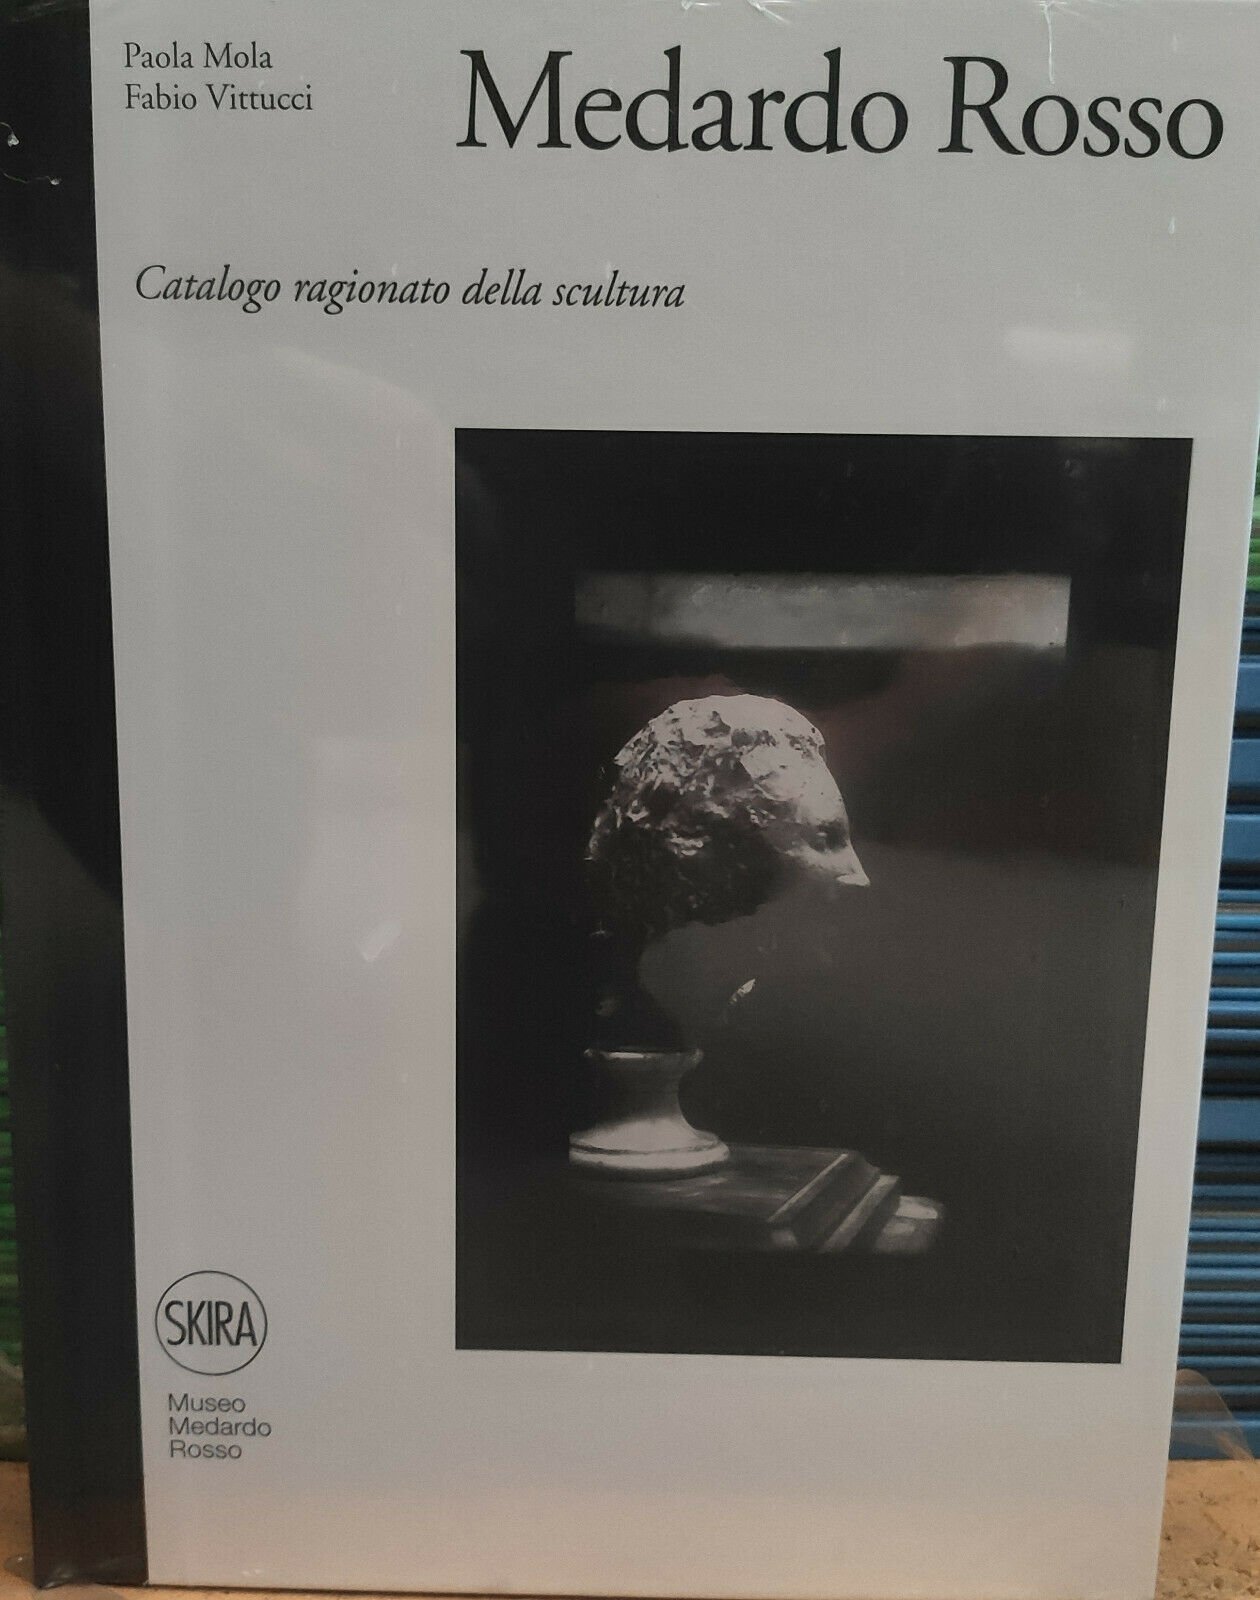 Paola Mola
Fabio Vittucci
Medardo Rosso
Catalogo ragionato della scultura
SKIRA
Museo
Medardo
Rosso